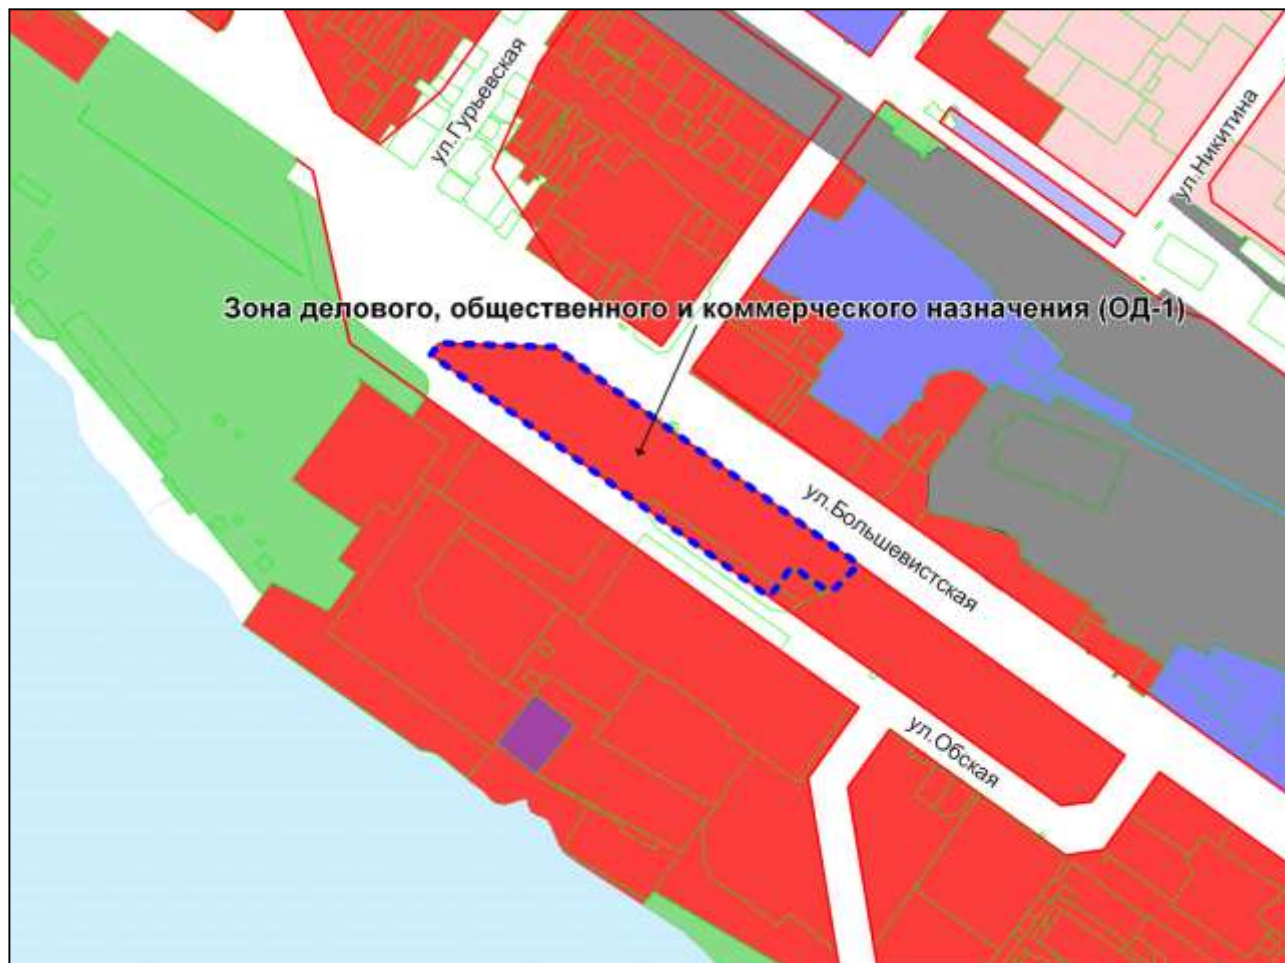 ул.Гурьевская
ул.Никитина
Зона делового, общественного и коммерческого назначения (ОД-1)
ул.Большевистская
ул.Обская